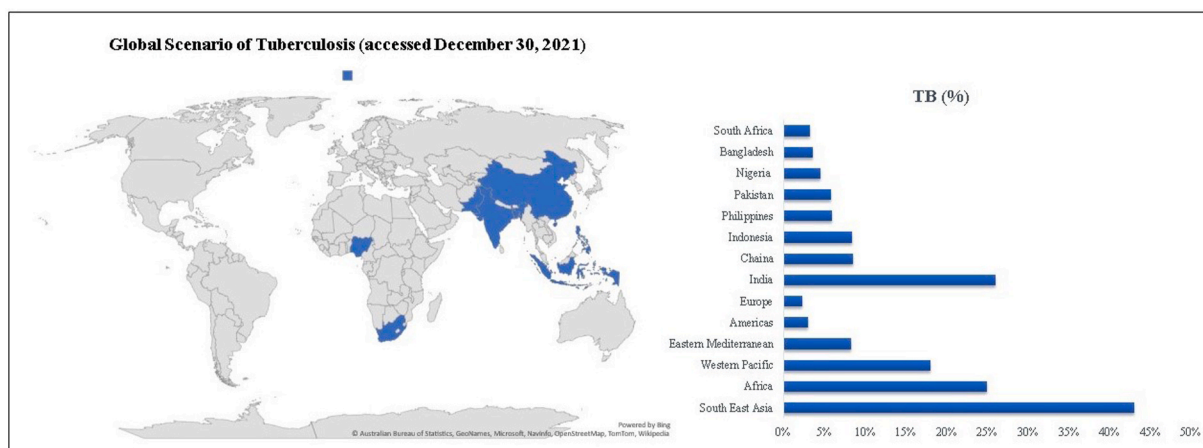 Global Scenario of Tuberculosis (accessed December 30, 2021)
Powered by Bing
© Australian Bureau of Statistics, GeoNames, Microsoft, Navinfo, OpenStreetMap, TomTom, Wikipedia
TB (%)
South Africa
Bangladesh
Nigeria
Pakistan
Philippines
Indonesia
Chaina
India
Europe
Americas
Eastern Mediterranean
Western Pacific
Africa
South East Asia
0% 5% 10% 15% 20% 25% 30% 35% 40% 45% 50%